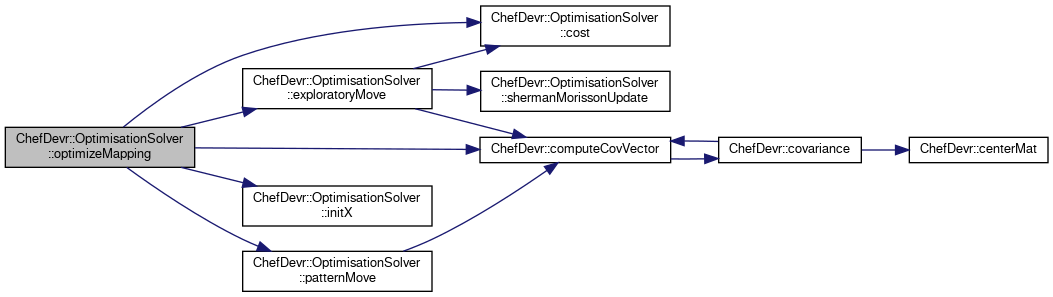 ChefDevr::OptimisationSolver
::optimizeMapping
ChefDevr::OptimisationSolver
::exploratoryMove
ChefDevr::OptimisationSolver
::initX
ChefDevr::OptimisationSolver
::patternMove
ChefDevr::OptimisationSolver
::cost
ChefDevr::OptimisationSolver
::shermanMorissonUpdate
ChefDevr::computeCovVector
ChefDevr::covariance
ChefDevr::centerMat